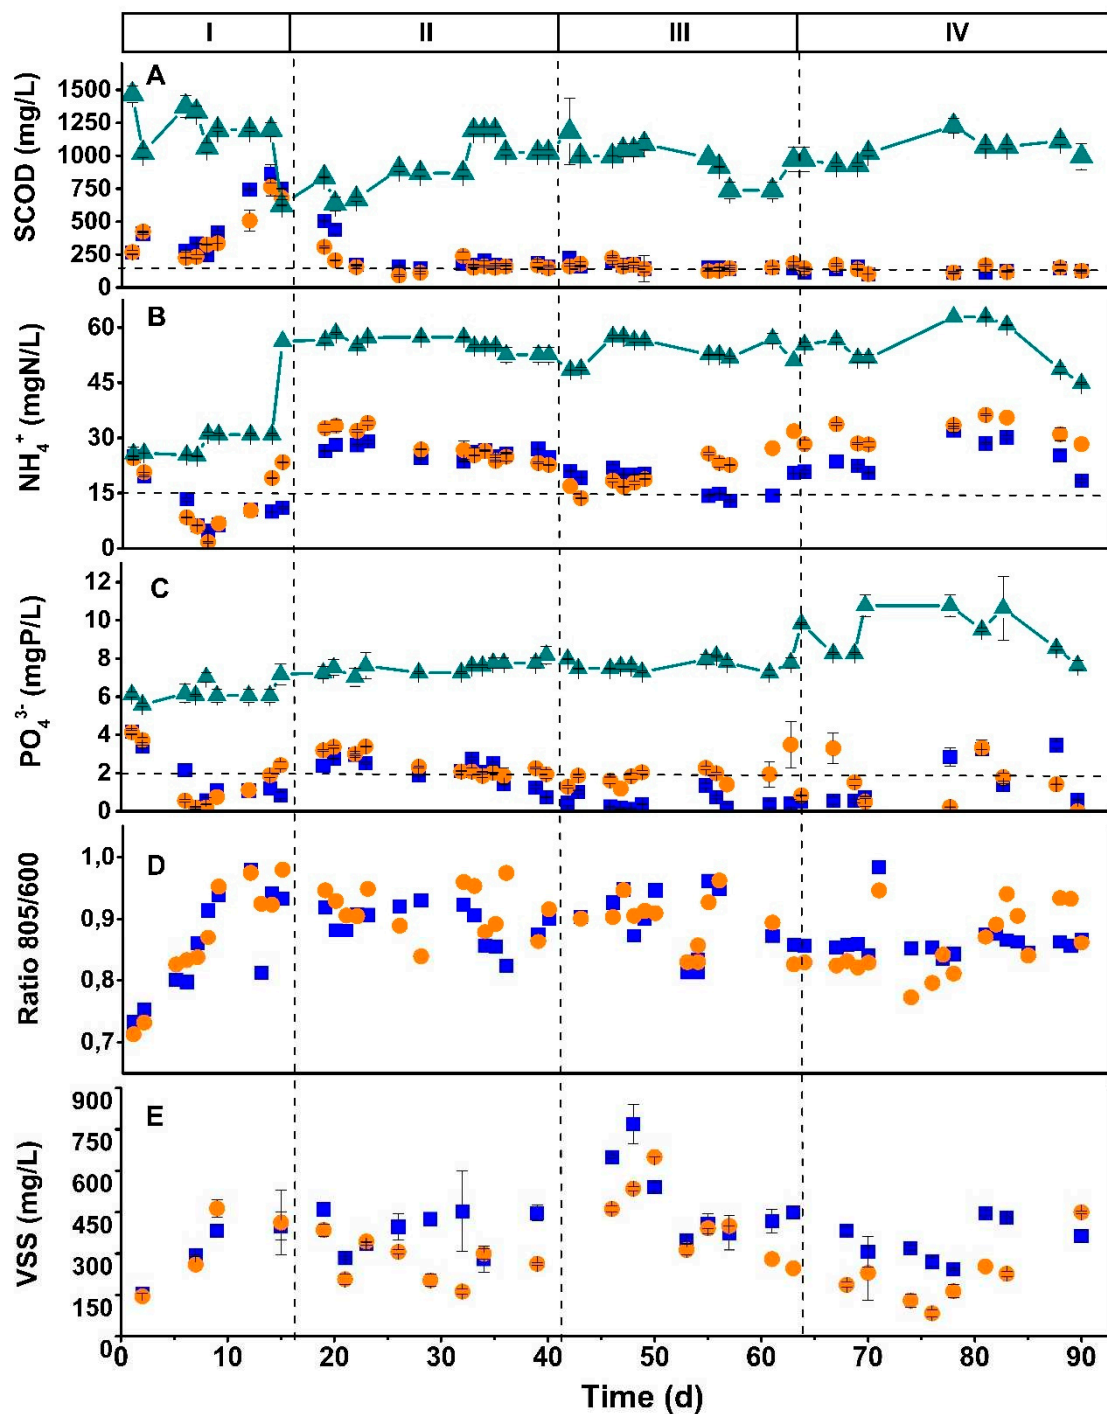 I II III IV
A
SCOD (mg/L)
1500
1250
1000
750
500
250
0
B
NH₄⁺ (mgN/L)
60
45
30
15
0
C
PO₄³⁻ (mgP/L)
12
10
8
6
4
2
0
D
Ratio 805/600
1,0
0,9
0,8
0,7
E
VSS (mg/L)
900
750
600
450
300
150
0
0 10 20 30 40 50 60 70 80 90
Time (d)